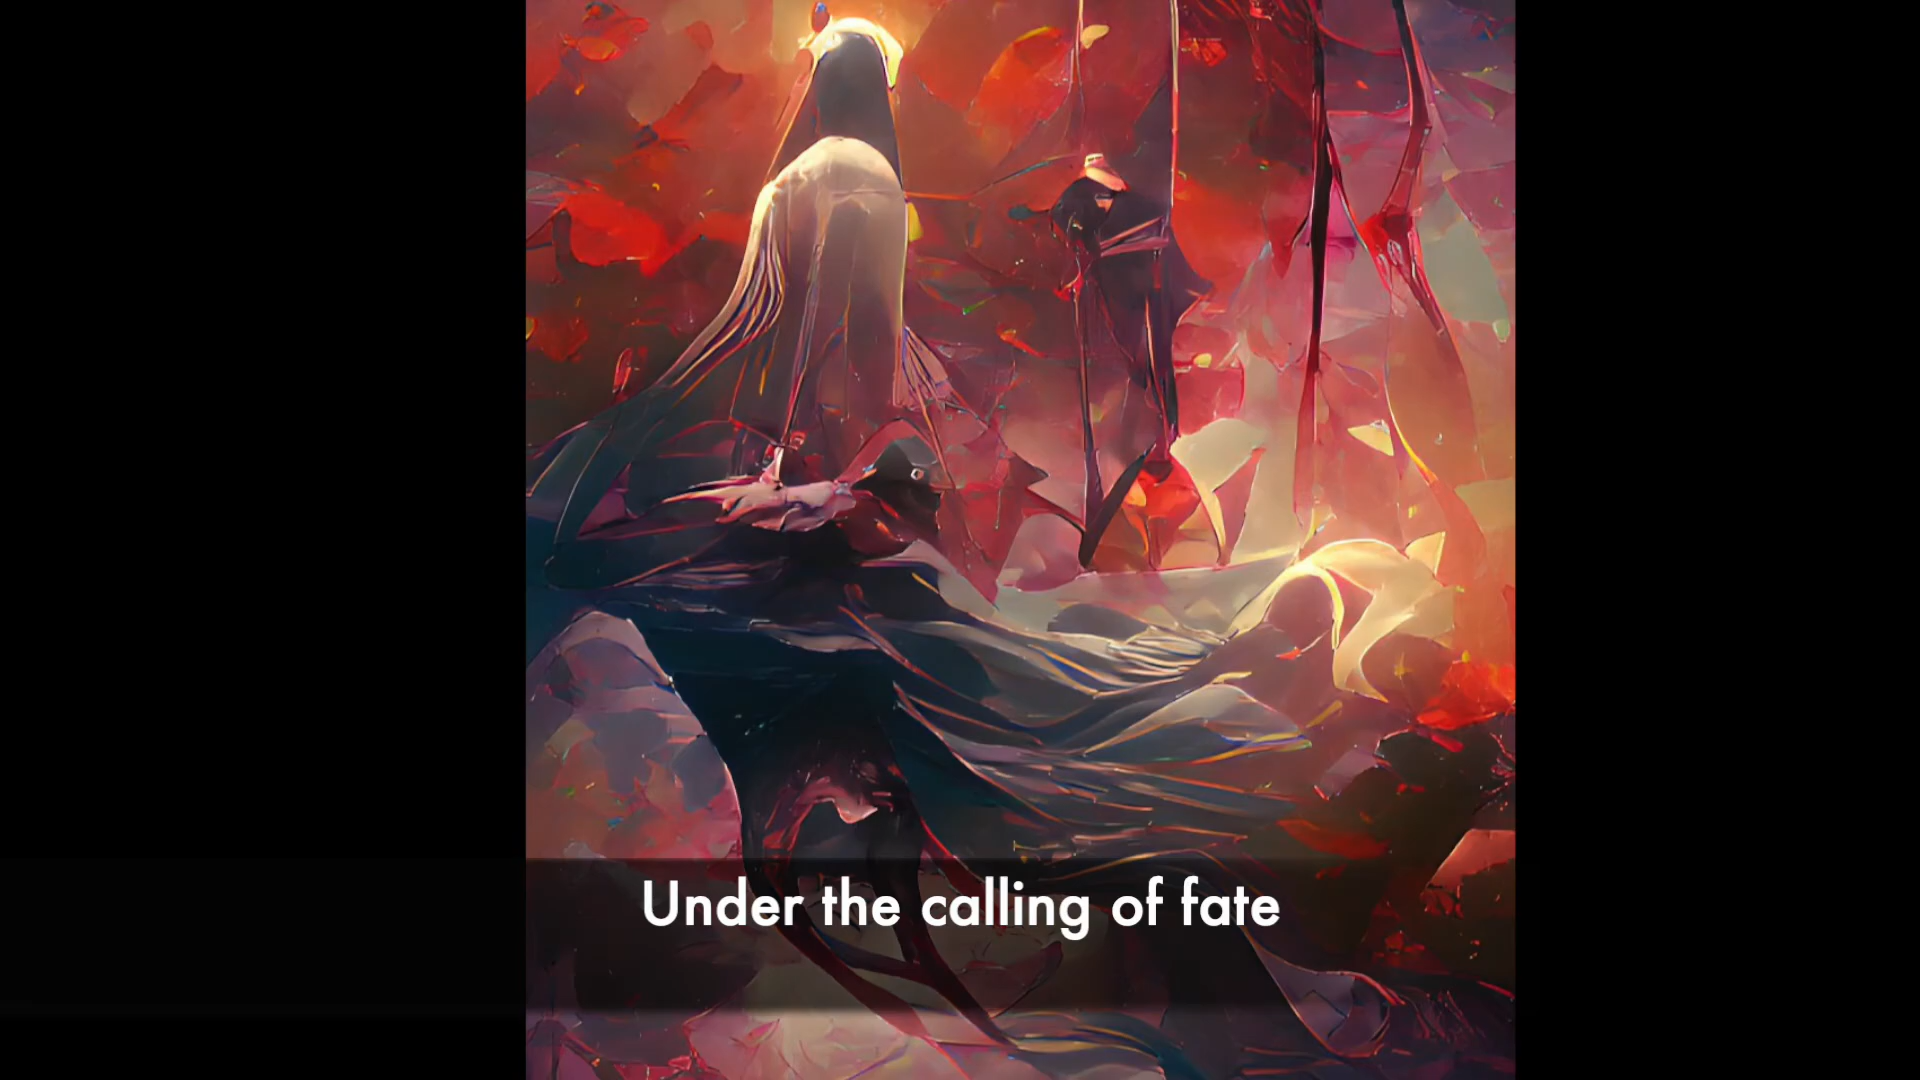 Under the calling of fate